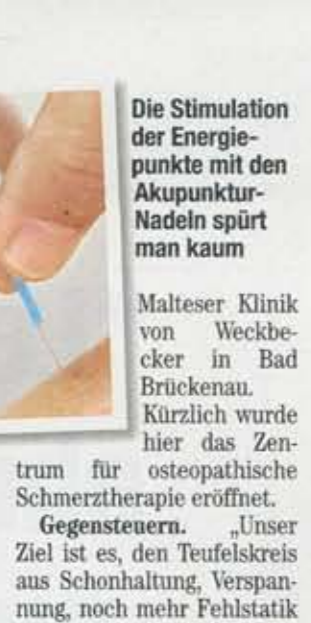 Die Stimulation
der Energie-
punkte mit den
Akupunktur-
Nadeln spürt
man kaum
Malteser Klinik
von Weckbe-
cker in Bad
Brückenau.
Kürzlich wurde
hier das Zen-
trum für osteopathische
Schmerztherapie eröffnet.
Gegensteuern. „Unser
Ziel ist es, den Teufelskreis
aus Schonhaltung, Verspan-
nung, noch mehr Fehlstatik